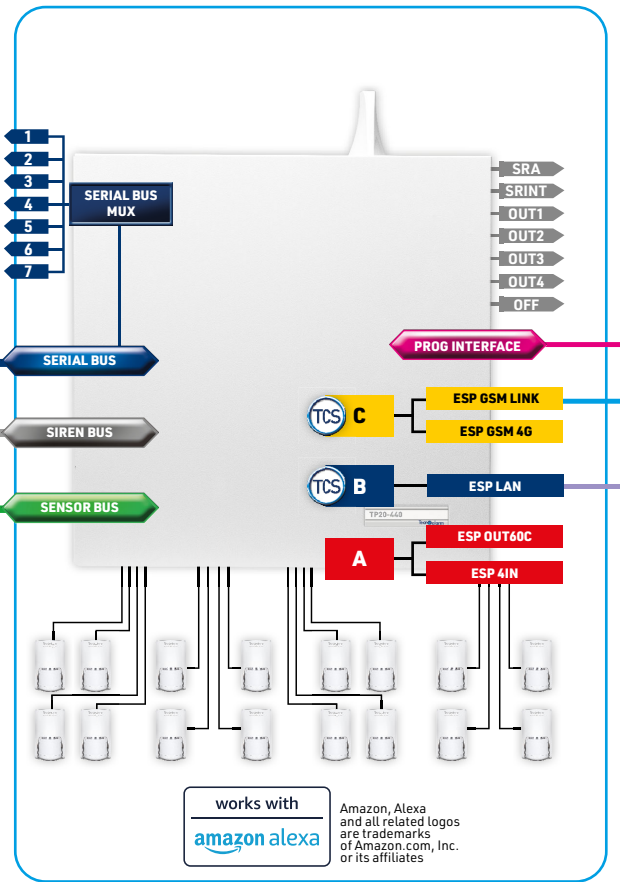 1
2
3
4
5
6
7
SERIAL BUS
MUX
SRA
SRINT
OUT1
OUT2
OUT3
OUT4
OFF
PROG INTERFACE
SERIAL BUS
SIREN BUS
SENSOR BUS
TCS C
ESP GSM LINK
ESP GSM 4G
TCS B
ESP LAN
TP20-440
A
ESP OUT60C
ESP 4IN
works with
amazon alexa
Amazon, Alexa
and all related logos
are trademarks
of Amazon.com, Inc.
or its affiliates